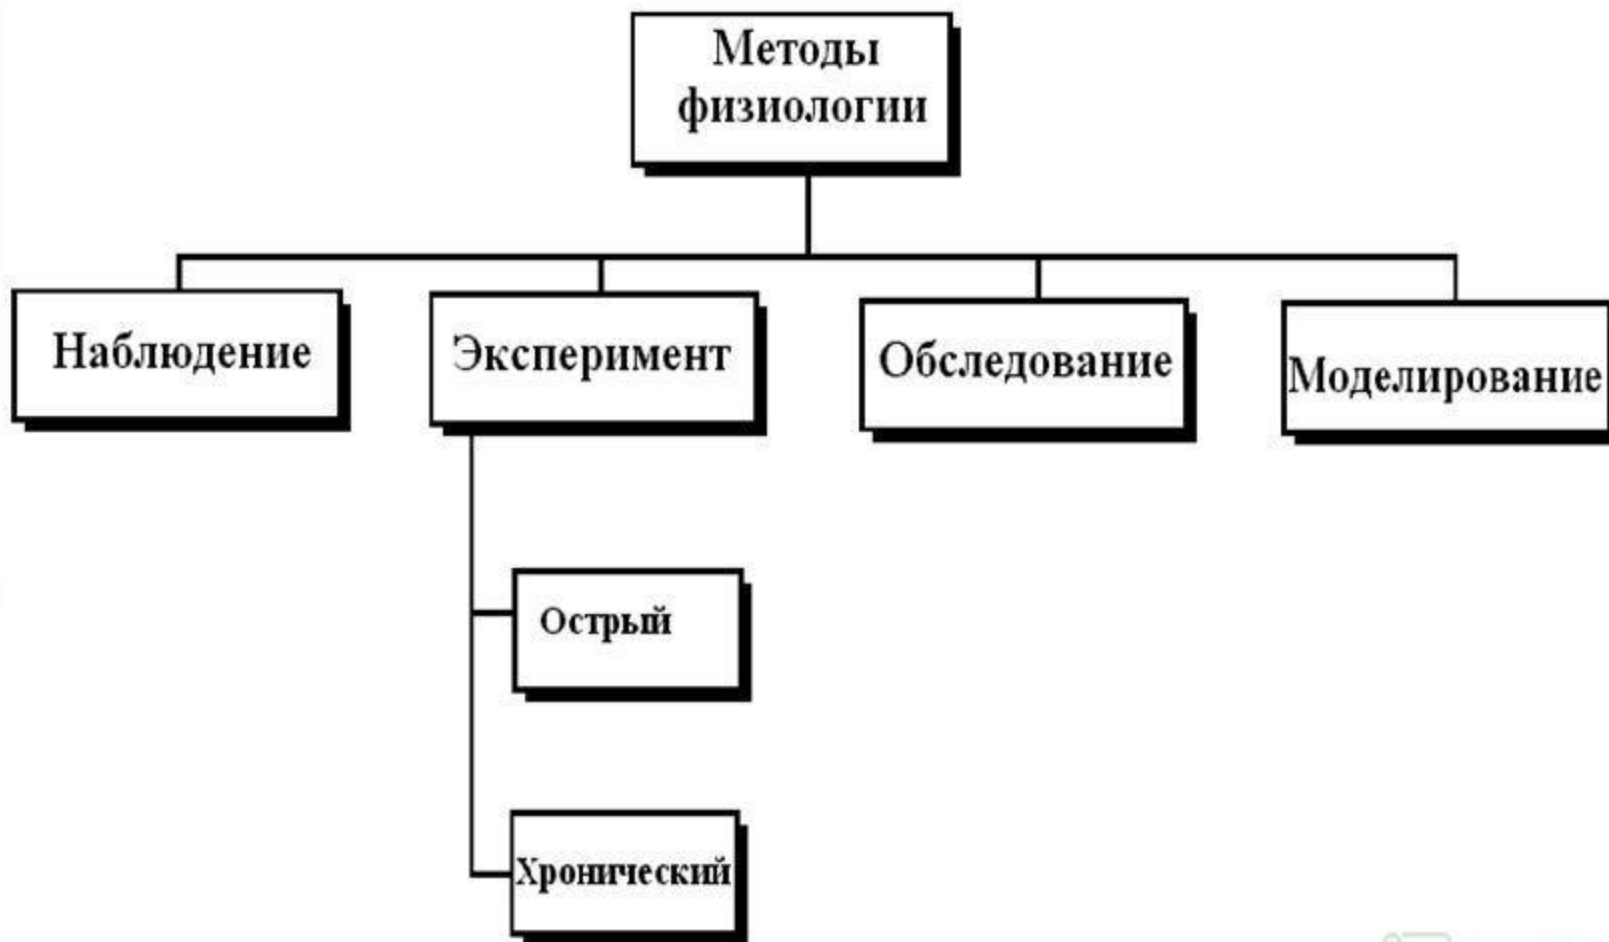 Методы
физиологии
Наблюдение
Эксперимент
Обследование
Моделирование
Острый
Хронический